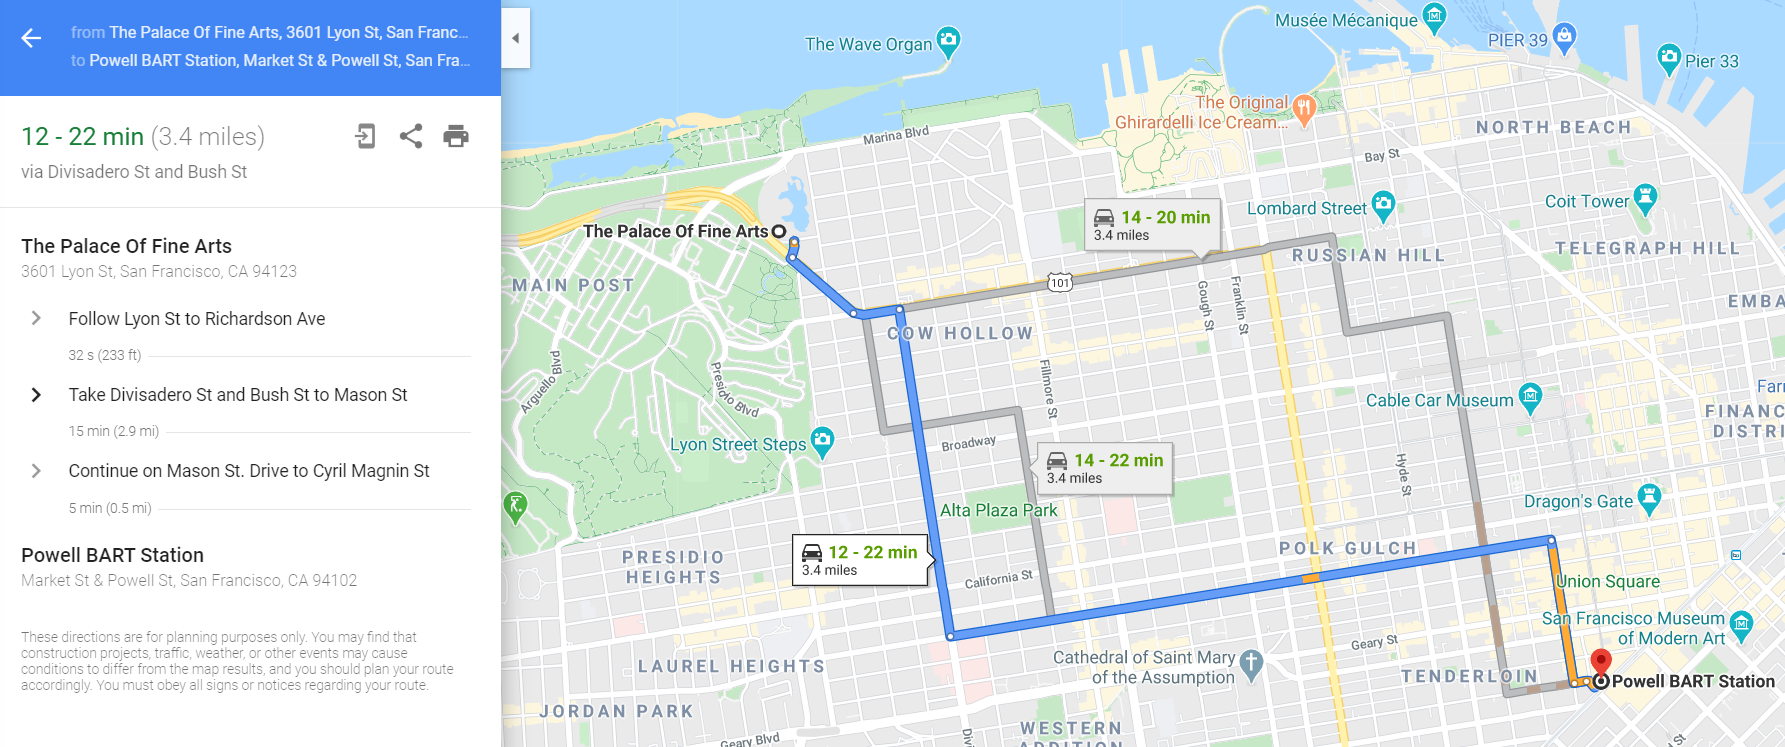 from The Palace Of Fine Arts, 3601 Lyon St, San Franc...
to Powell BART Station, Market St & Powell St, San Fra...
12 - 22 min (3.4 miles)
via Divisadero St and Bush St
The Palace Of Fine Arts
3601 Lyon St, San Francisco, CA 94123
Follow Lyon St to Richardson Ave
32 s (233 ft)
Take Divisadero St and Bush St to Mason St
15 min (2.9 mi)
Continue on Mason St. Drive to Cyril Magnin St
5 min (0.5 mi)
Powell BART Station
Market St & Powell St, San Francisco, CA 94102
These directions are for planning purposes only. You may find that
construction projects, traffic, weather, or other events may cause
conditions to differ from the map results, and you should plan your route
accordingly. You must obey all signs or notices regarding your route.
Musée Mécanique
The Wave Organ
PIER 39
Pier 33
The Original
Ghirardelli Ice Cream...
NORTH BEACH
Marina Blvd
Bay St
14 - 20 min
3.4 miles
Lombard Street
Coit Tower
The Palace Of Fine Arts
TELEGRAPH HILL
RUSSIAN HILL
MAIN POST
101
Gough St
Franklin St
EMBA
COW HOLLOW
Arguello Blvd
Presidio Blvd
Fillmore St
Cable Car Museum
Farr
FINANC
DISTRI
Lyon Street Steps
Broadway
14 - 22 min
3.4 miles
Hyde St
Dragon's Gate
Alta Plaza Park
12 - 22 min
3.4 miles
PRESIDIO
HEIGHTS
POLK GULCH
California St
Union Square
San Francisco Museum
of Modern Art
Geary St
LAUREL HEIGHTS
Cathedral of Saint Mary
of the Assumption
TENDERLOIN
Powell BART Station
JORDAN PARK
WESTERN
ADDITION
Geary Blvd
Divi